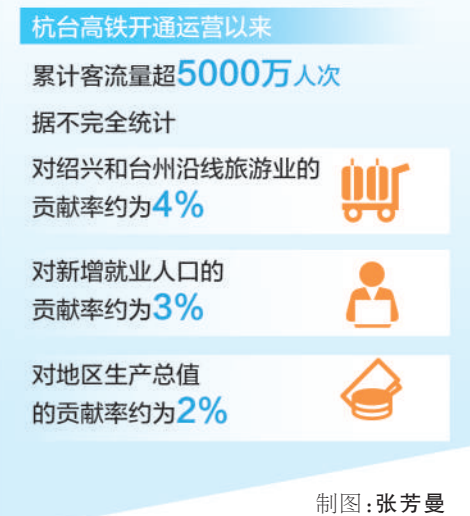 杭台高铁开通运营以来
累计客流量超5000万人次
据不完全统计
对绍兴和台州沿线旅游业的
贡献率约为4%
对新增就业人口的
贡献率约为3%
对地区生产总值
的贡献率约为2%
制图:张芳曼